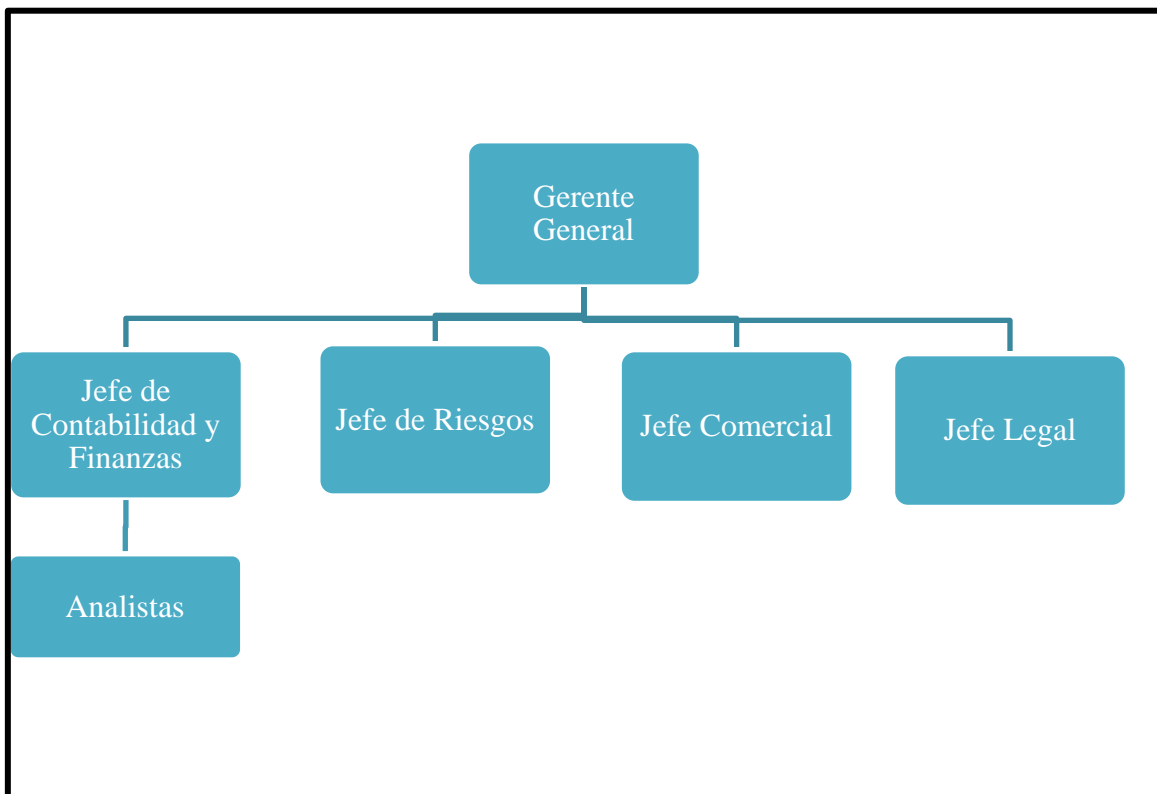 Gerente
General
Jefe de
Contabilidad y
Finanzas
Jefe de Riesgos
Jefe Comercial
Jefe Legal
Analistas